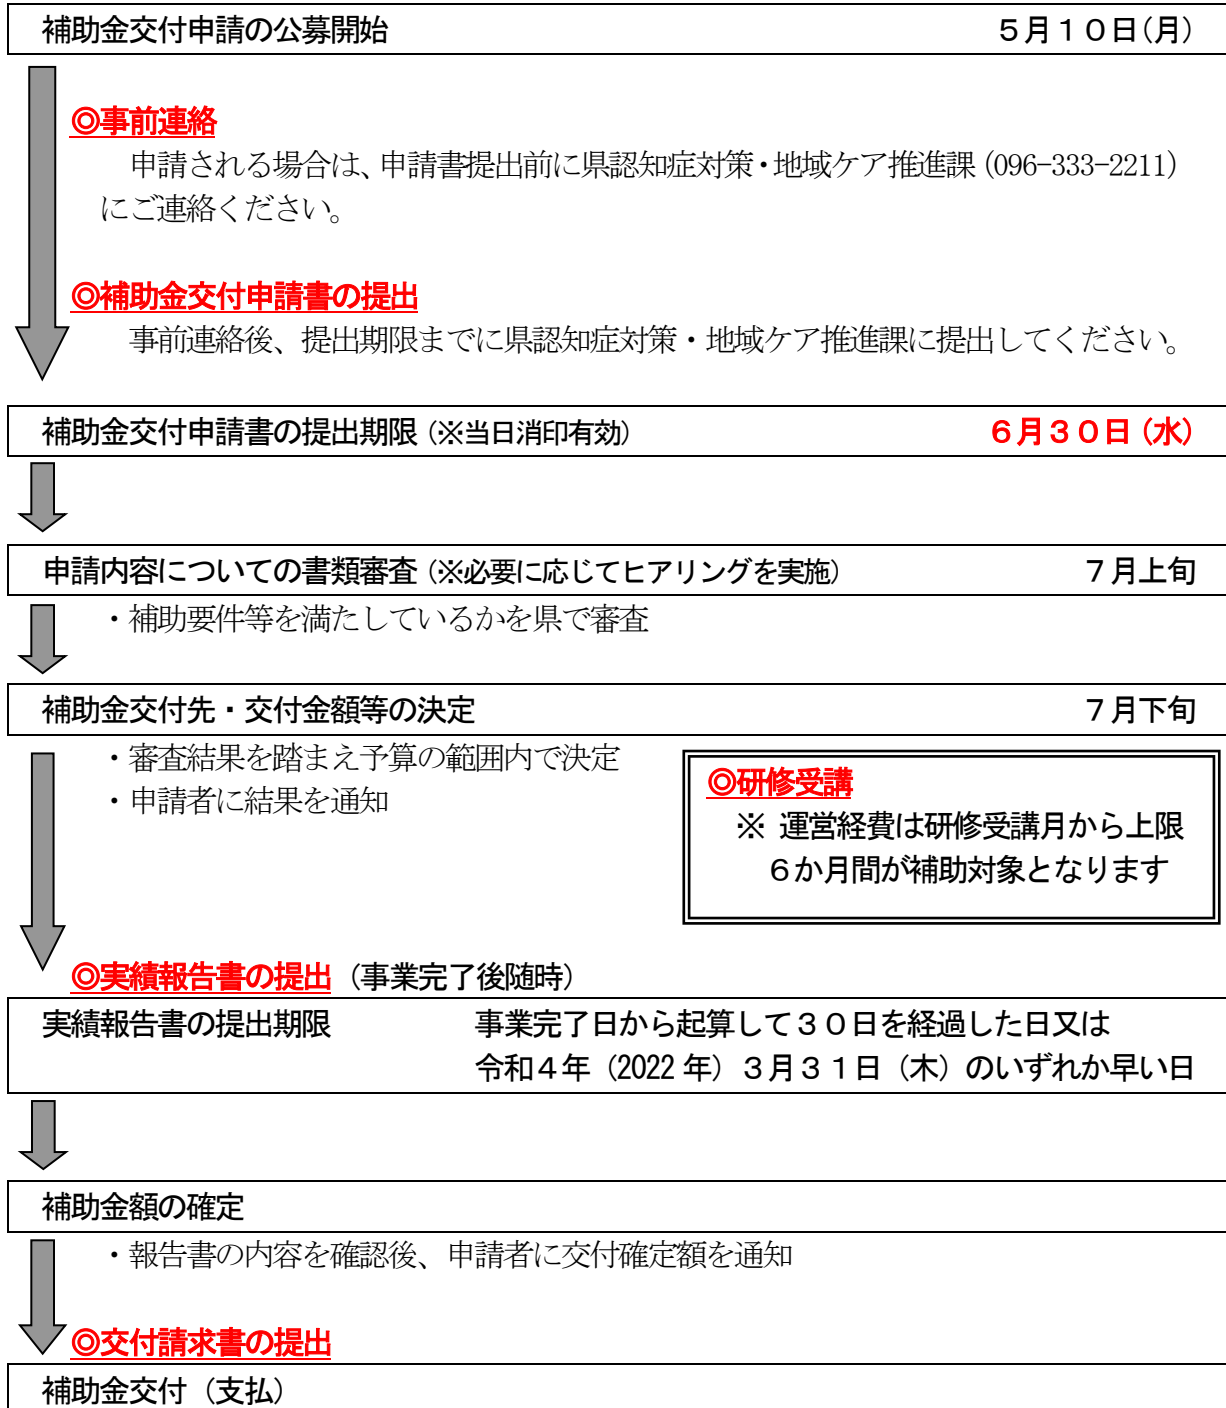 補助金交付申請の公募開始 ５月１０日（月）
◎事前連絡
申請される場合は、申請書提出前に県認知症対策・地域ケア推進課（096-333-2211）
にご連絡ください。
◎補助金交付申請書の提出
事前連絡後、提出期限までに県認知症対策・地域ケア推進課に提出してください。
補助金交付申請書の提出期限（※当日消印有効） ６月３０日（水）
申請内容についての書類審査（※必要に応じてヒアリングを実施） ７月上旬
・補助要件等を満たしているかを県で審査
補助金交付先・交付金額等の決定 ７月下旬
・審査結果を踏まえ予算の範囲内で決定
・申請者に結果を通知
◎研修受講
※ 運営経費は研修受講月から上限
６か月間が補助対象となります
◎実績報告書の提出（事業完了後随時）
実績報告書の提出期限 事業完了日から起算して３０日を経過した日又は
令和４年（2022 年）３月３１日（木）のいずれか早い日
補助金額の確定
・報告書の内容を確認後、申請者に交付確定額を通知
◎交付請求書の提出
補助金交付（支払）